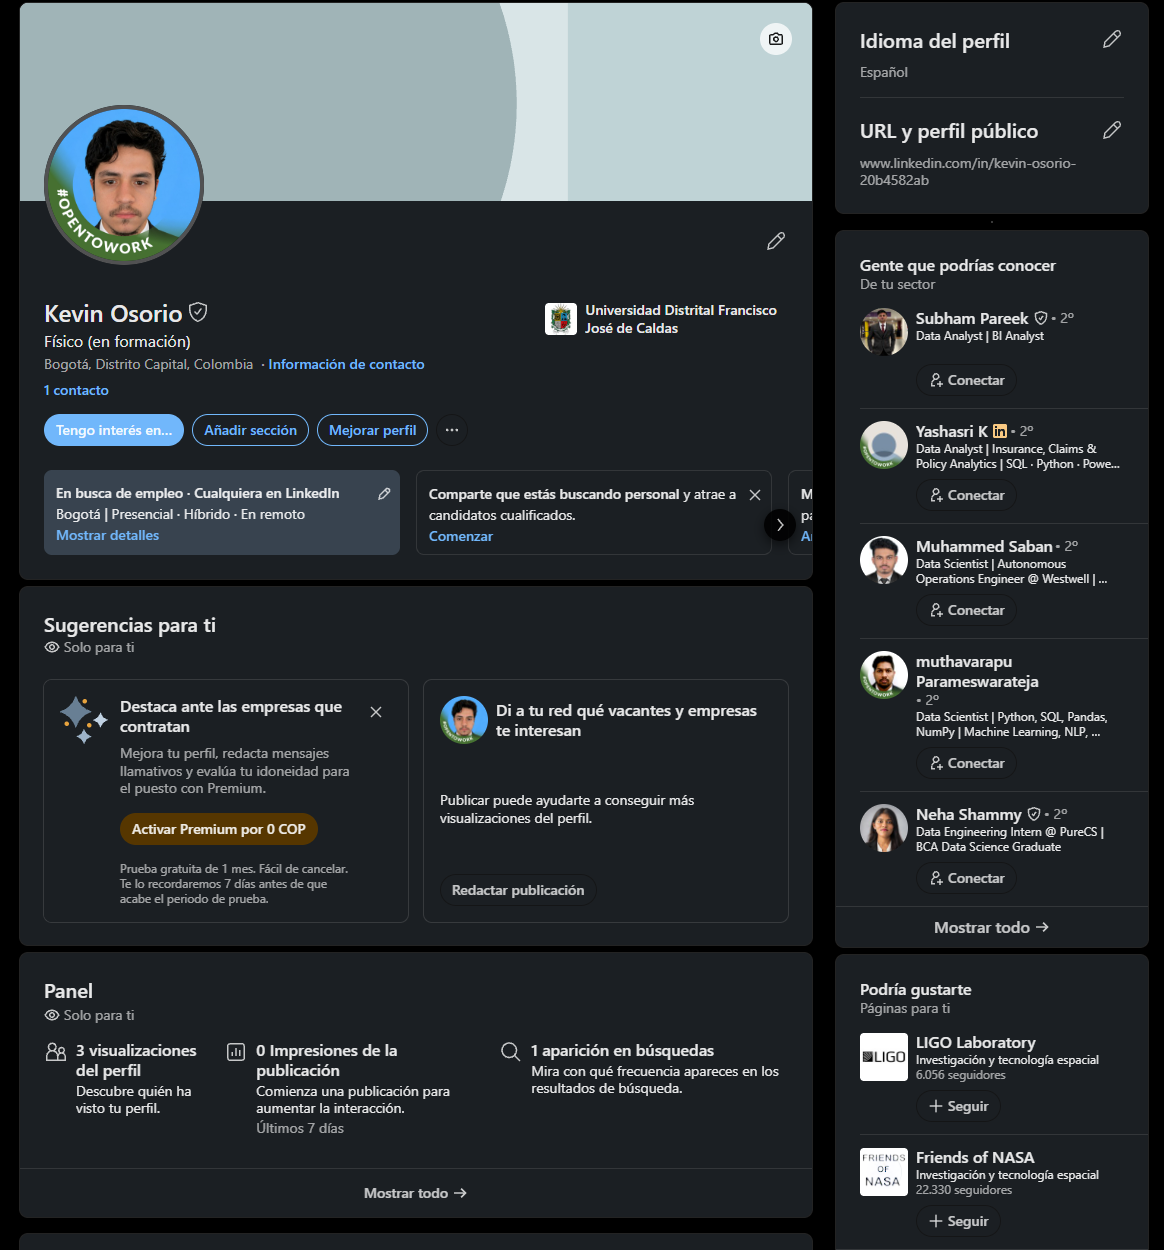 #OPENTOWORK
Kevin Osorio
Físico (en formación)
Bogotá, Distrito Capital, Colombia · Información de contacto
1 contacto
Universidad Distrital Francisco
José de Caldas
Tengo interés en...
Añadir sección
Mejorar perfil
En busca de empleo · Cualquiera en LinkedIn
Bogotá | Presencial · Híbrido · En remoto
Mostrar detalles
Comparte que estás buscando personal y atrae a
candidatos cualificados.
Comenzar
Sugerencias para ti
Solo para ti
Destaca ante las empresas que
contratan
Mejora tu perfil, redacta mensajes
llamativos y evalúa tu idoneidad para
el puesto con Premium.
Activar Premium por 0 COP
Prueba gratuita de 1 mes. Fácil de cancelar.
Te lo recordaremos 7 días antes de que
acabe el periodo de prueba.
Di a tu red qué vacantes y empresas
te interesan
Publicar puede ayudarte a conseguir más
visualizaciones del perfil.
Redactar publicación
Panel
Solo para ti
3 visualizaciones
del perfil
Descubre quién ha
visto tu perfil.
0 Impresiones de la
publicación
Comienza una publicación para
aumentar la interacción.
Últimos 7 días
1 aparición en búsquedas
Mira con qué frecuencia apareces en los
resultados de búsqueda.
Mostrar todo →
Idioma del perfil
Español
URL y perfil público
www.linkedin.com/in/kevin-osorio-
20b4582ab
Gente que podrías conocer
De tu sector
Subham Pareek · 2º
Data Analyst | BI Analyst
Conectar
Yashasri K in · 2º
Data Analyst | Insurance, Claims &
Policy Analytics | SQL · Python · Powe...
Conectar
Muhammed Saban · 2º
Data Scientist | Autonomous
Operations Engineer @ Westwell | ...
Conectar
muthavarapu
Parameswarateja
· 2º
Data Scientist | Python, SQL, Pandas,
NumPy | Machine Learning, NLP, ...
Conectar
Neha Shammy · 2º
Data Engineering Intern @ PureCS |
BCA Data Science Graduate
Conectar
Mostrar todo →
Podría gustarte
Páginas para ti
LIGO
LIGO Laboratory
Investigación y tecnología espacial
6.056 seguidores
+ Seguir
FRIENDS
OF
NASA
Friends of NASA
Investigación y tecnología espacial
22.330 seguidores
+ Seguir